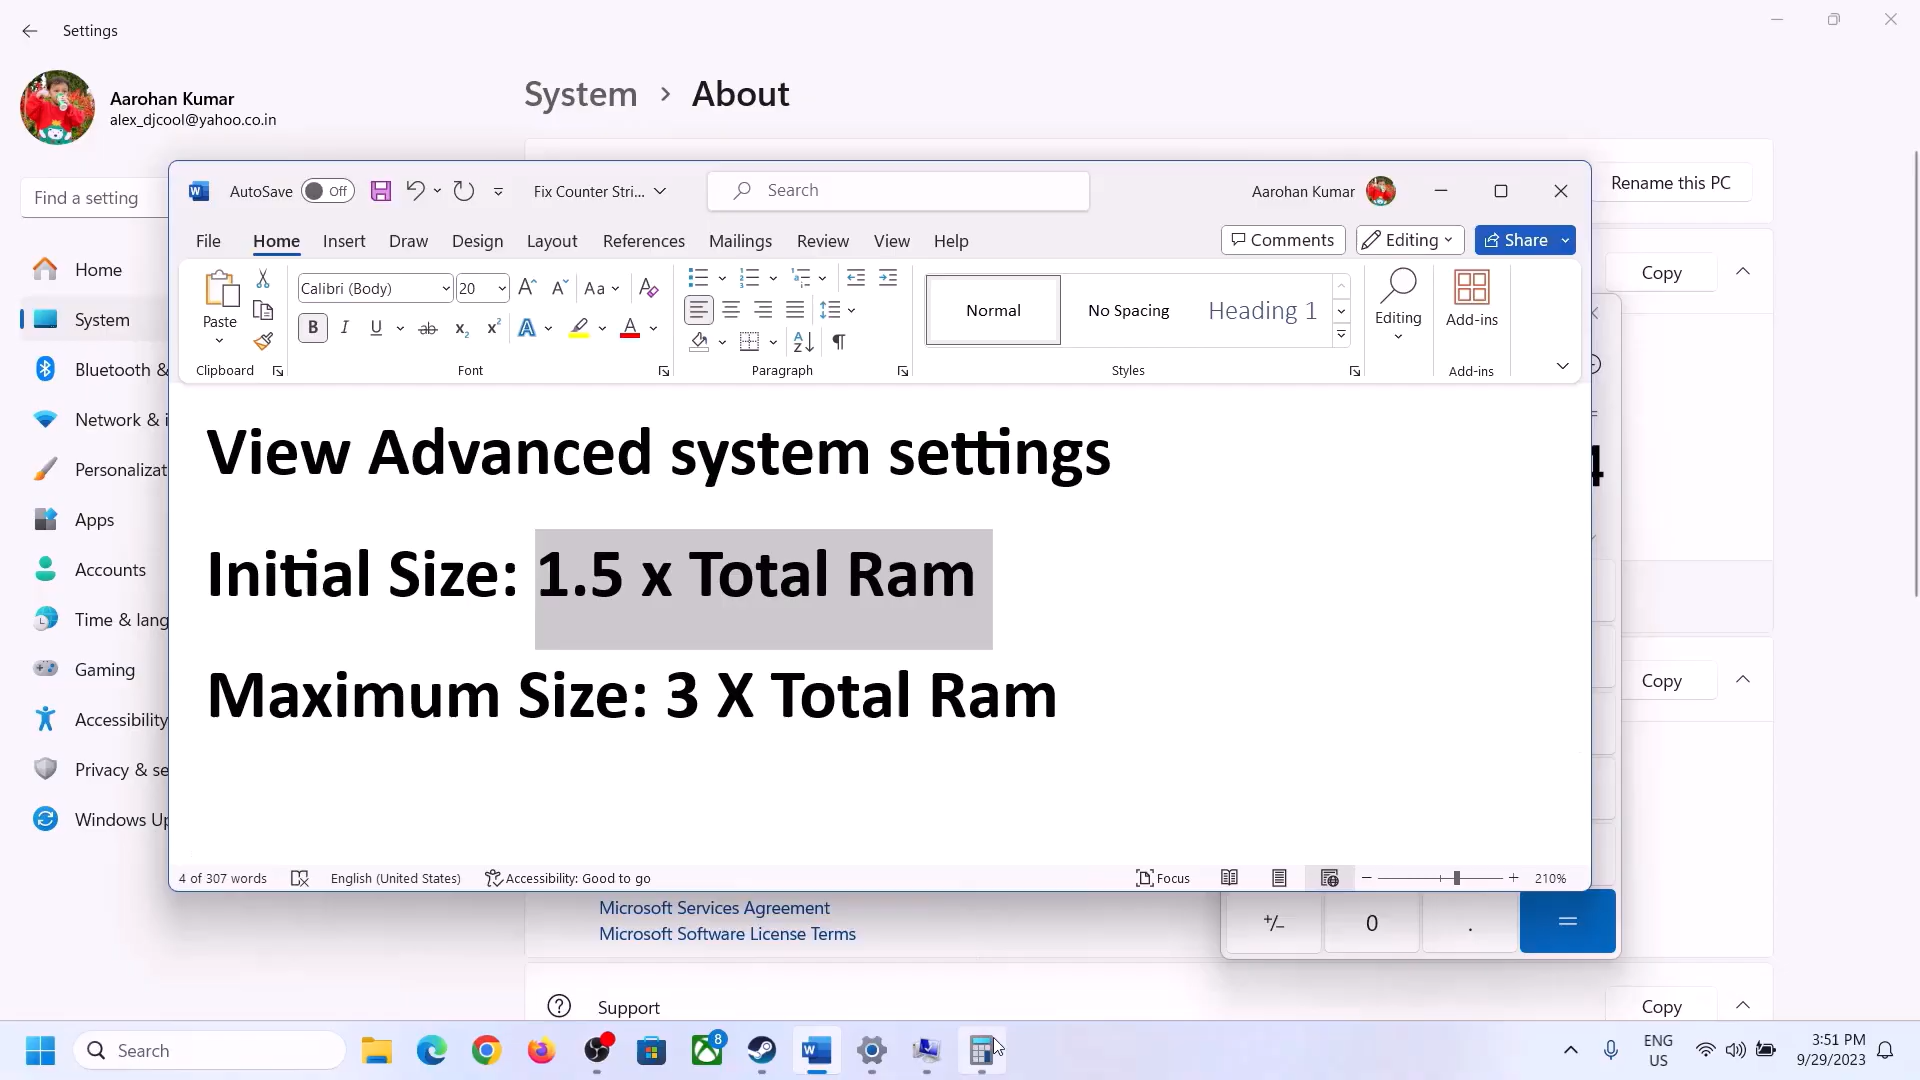 Settings
Aarohan Kumar
alex_djcool@yahoo.co.in
System > About
Find a setting
Rename this PC
AutoSave Off
Fix Counter Stri...
Search
Aarohan Kumar
File Home Insert Draw Design Layout References Mailings Review View Help
Comments Editing Share
Home
System
Bluetooth &
Network & i
Personalizat
Apps
Accounts
Time & lang
Gaming
Accessibility
Privacy & se
Windows Up
Paste
Calibri (Body) 20
Normal
No Spacing
Heading 1
Editing
Add-ins
Clipboard Font Paragraph Styles Add-ins
Copy
View Advanced system settings
Initial Size: 1.5 x Total Ram
Maximum Size: 3 X Total Ram
Copy
4 of 307 words English (United States) Accessibility: Good to go Focus 210%
Microsoft Services Agreement
Microsoft Software License Terms
+/- 0 . =
Support
Copy
Search
8
ENG
US
3:51 PM
9/29/2023